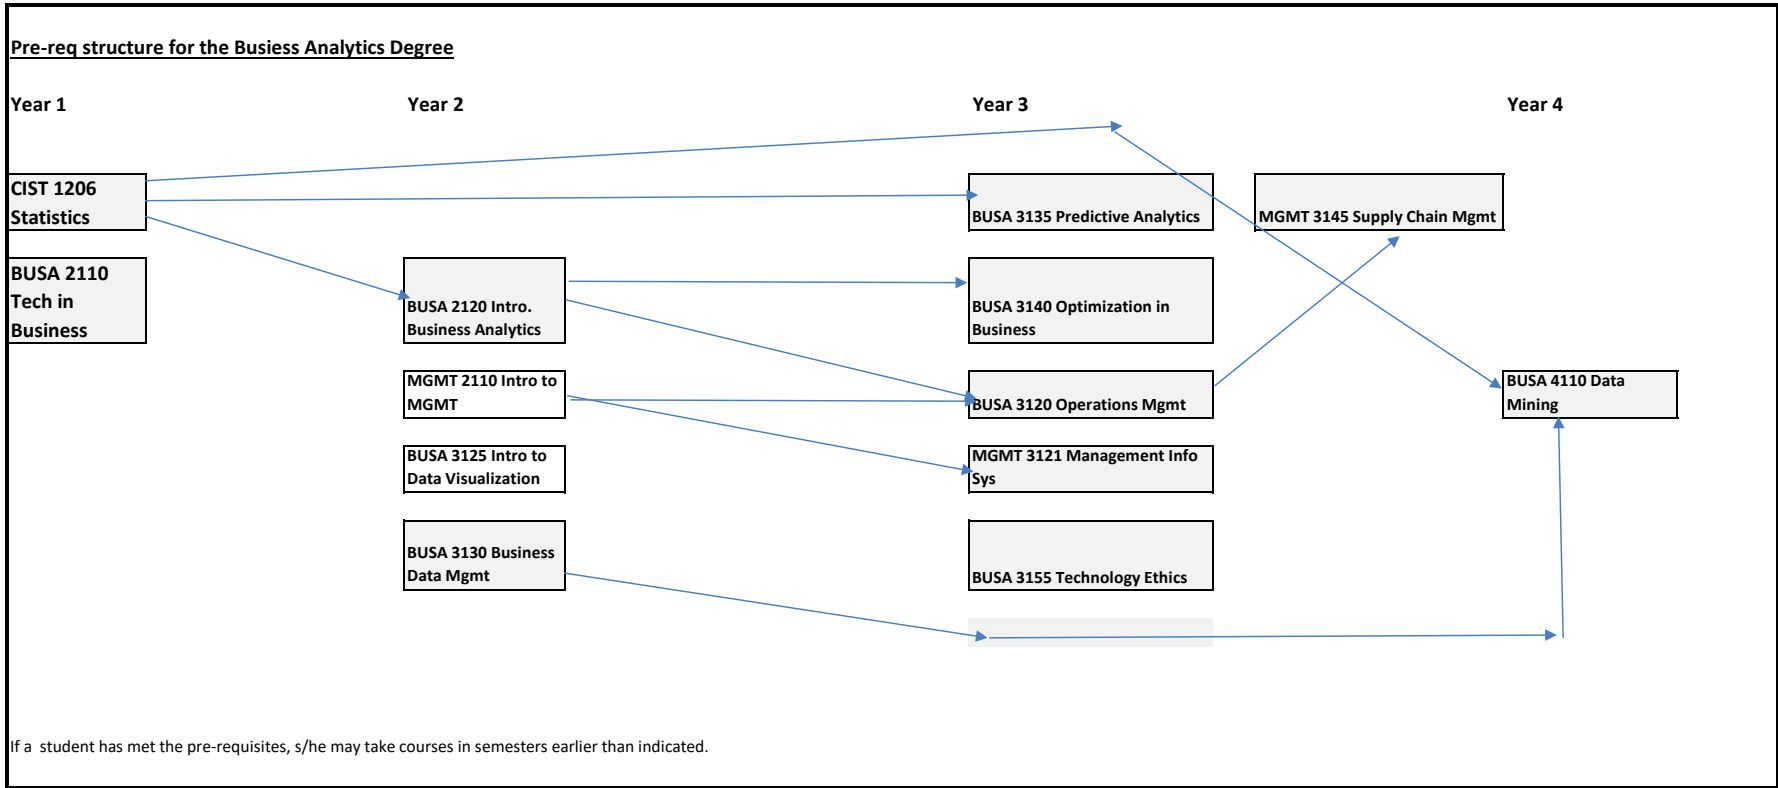 Pre-req structure for the Busiess Analytics Degree
Year 1
Year 2
Year 3
Year 4
CIST 1206
Statistics
BUSA 3135 Predictive Analytics
MGMT 3145 Supply Chain Mgmt
BUSA 2110
Tech in
Business
BUSA 2120 Intro.
Business Analytics
BUSA 3140 Optimization in
Business
MGMT 2110 Intro to
MGMT
BUSA 3120 Operations Mgmt
BUSA 4110 Data
Mining
BUSA 3125 Intro to
Data Visualization
MGMT 3121 Management Info
Sys
BUSA 3130 Business
Data Mgmt
BUSA 3155 Technology Ethics
If a  student has met the pre-requisites, s/he may take courses in semesters earlier than indicated.